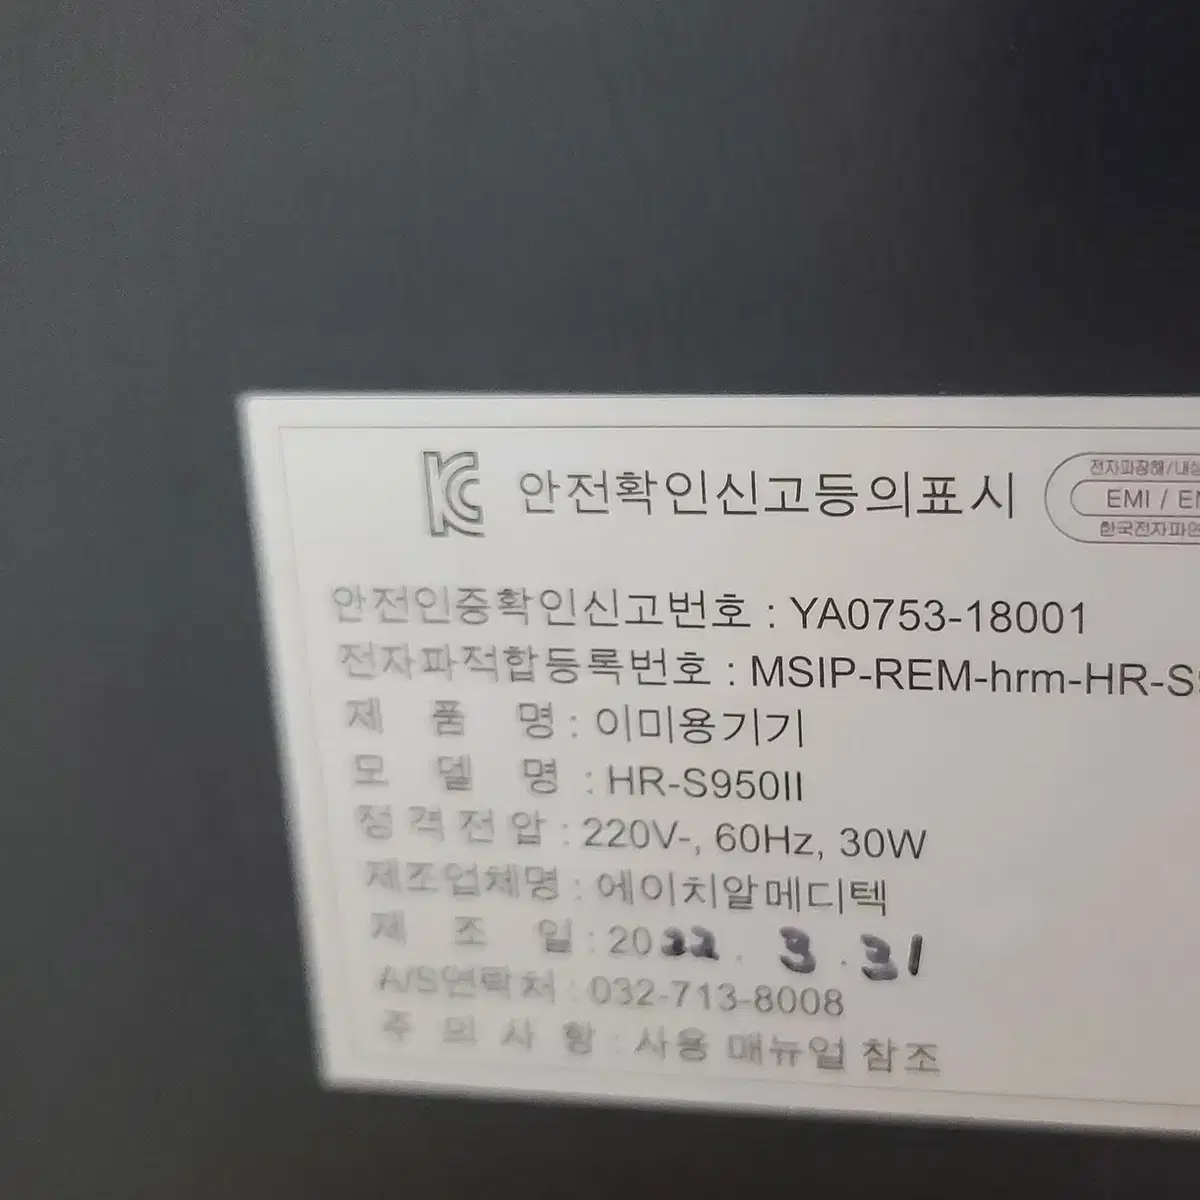 안전확인신고등의표시
전자파장해/내성
EMI / EM
한국전자파연
안전인증확인신고번호 : YA0753-18001
전자파적합등록번호 : MSIP-REM-hrm-HR-S
제 품 명 : 이미용기기
모 델 명 : HR-S950II
정 격 전 압 : 220V-, 60Hz, 30W
제조업체명 : 에이치알메디텍
제 조 일 : 2022. 3. 31
A/S연락처 : 032-713-8008
주 의 사 항 : 사용 매뉴얼 참조